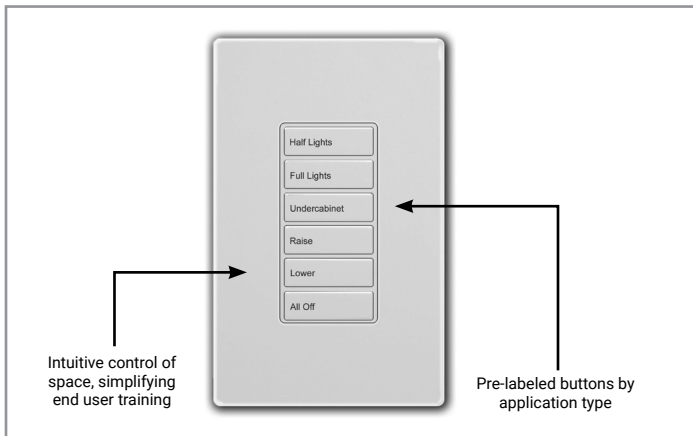 Half Lights
Full Lights
Undercabinet
Raise
Lower
All Off
Intuitive control of
space, simplifying
end user training
Pre-labeled buttons by
application type